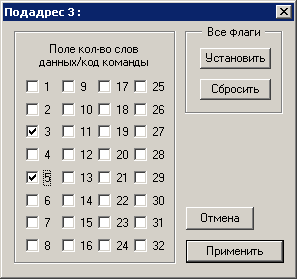 Подадрес 3 :
Поле кол-во слов
данных/код команды
1 9 17 25
2 10 18 26
3 11 19 27
4 12 20 28
5 13 21 29
6 14 22 30
7 15 23 31
8 16 24 32
Все флаги
Установить
Сбросить
Отмена
Применить